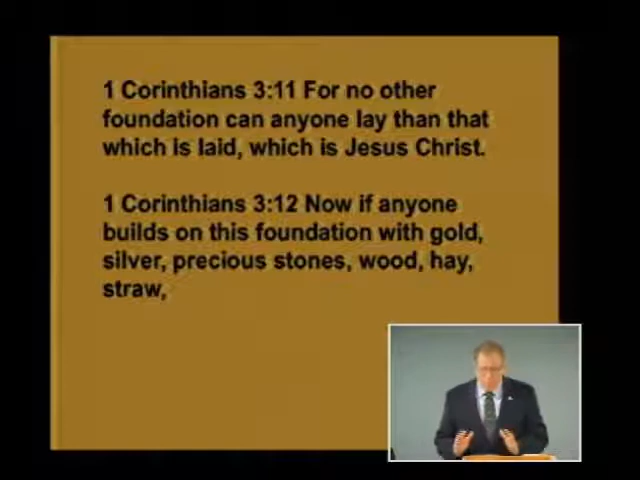 1 Corinthians 3:11 For no other
foundation can anyone lay than that
which is laid, which is Jesus Christ.
1 Corinthians 3:12 Now if anyone
builds on this foundation with gold,
silver, precious stones, wood, hay,
straw,